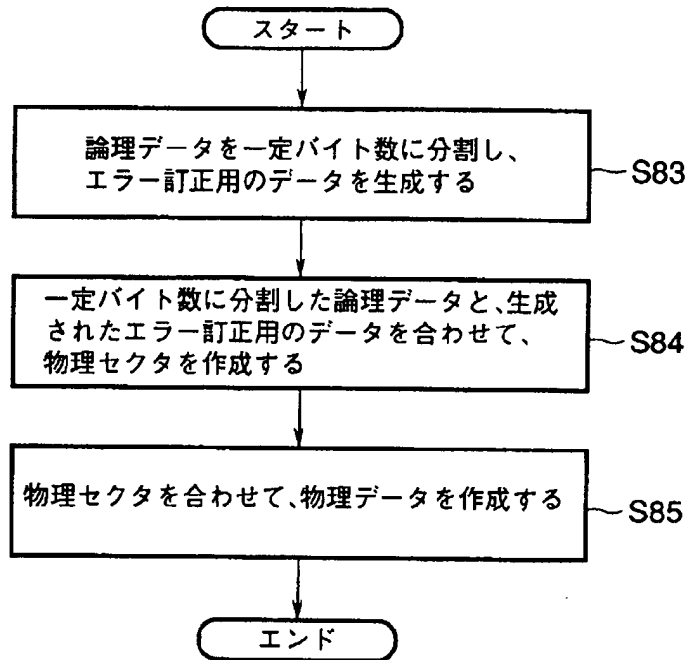 スタート
論理データを一定バイト数に分割し、
エラー訂正用のデータを生成する
S83
一定バイト数に分割した論理データと、生成
されたエラー訂正用のデータを合わせて、
物理セクタを作成する
S84
物理セクタを合わせて、物理データを作成する
S85
エンド